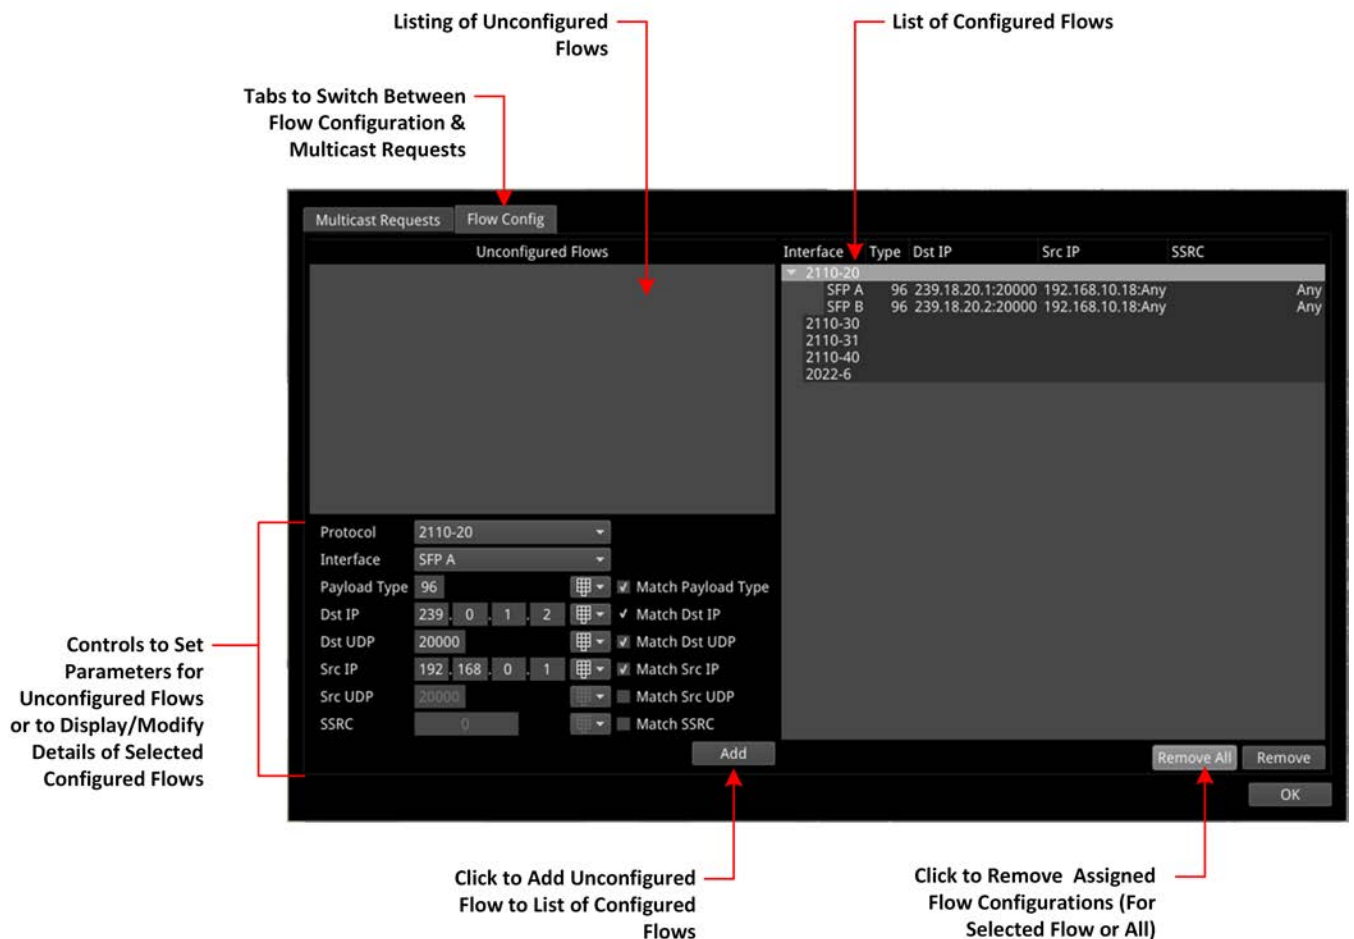 Listing of Unconfigured
Flows
List of Configured Flows
Tabs to Switch Between
Flow Configuration &
Multicast Requests
Multicast Requests Flow Config
Unconfigured Flows
Interface Type Dst IP Src IP SSRC
2110-20
SFP A 96 239.18.20.1:20000 192.168.10.18:Any Any
SFP B 96 239.18.20.2:20000 192.168.10.18:Any Any
2110-30
2110-31
2110-40
2022-6
Protocol 2110-20
Interface SFP A
Payload Type 96 Match Payload Type
Dst IP 239 . 0 . 1 . 2 Match Dst IP
Dst UDP 20000 Match Dst UDP
Src IP 192 . 168 . 0 . 1 Match Src IP
Src UDP 20000 Match Src UDP
SSRC 0 Match SSRC
Add
Remove All Remove
OK
Controls to Set
Parameters for
Unconfigured Flows
or to Display/Modify
Details of Selected
Configured Flows
Click to Add Unconfigured
Flow to List of Configured
Flows
Click to Remove Assigned
Flow Configurations (For
Selected Flow or All)